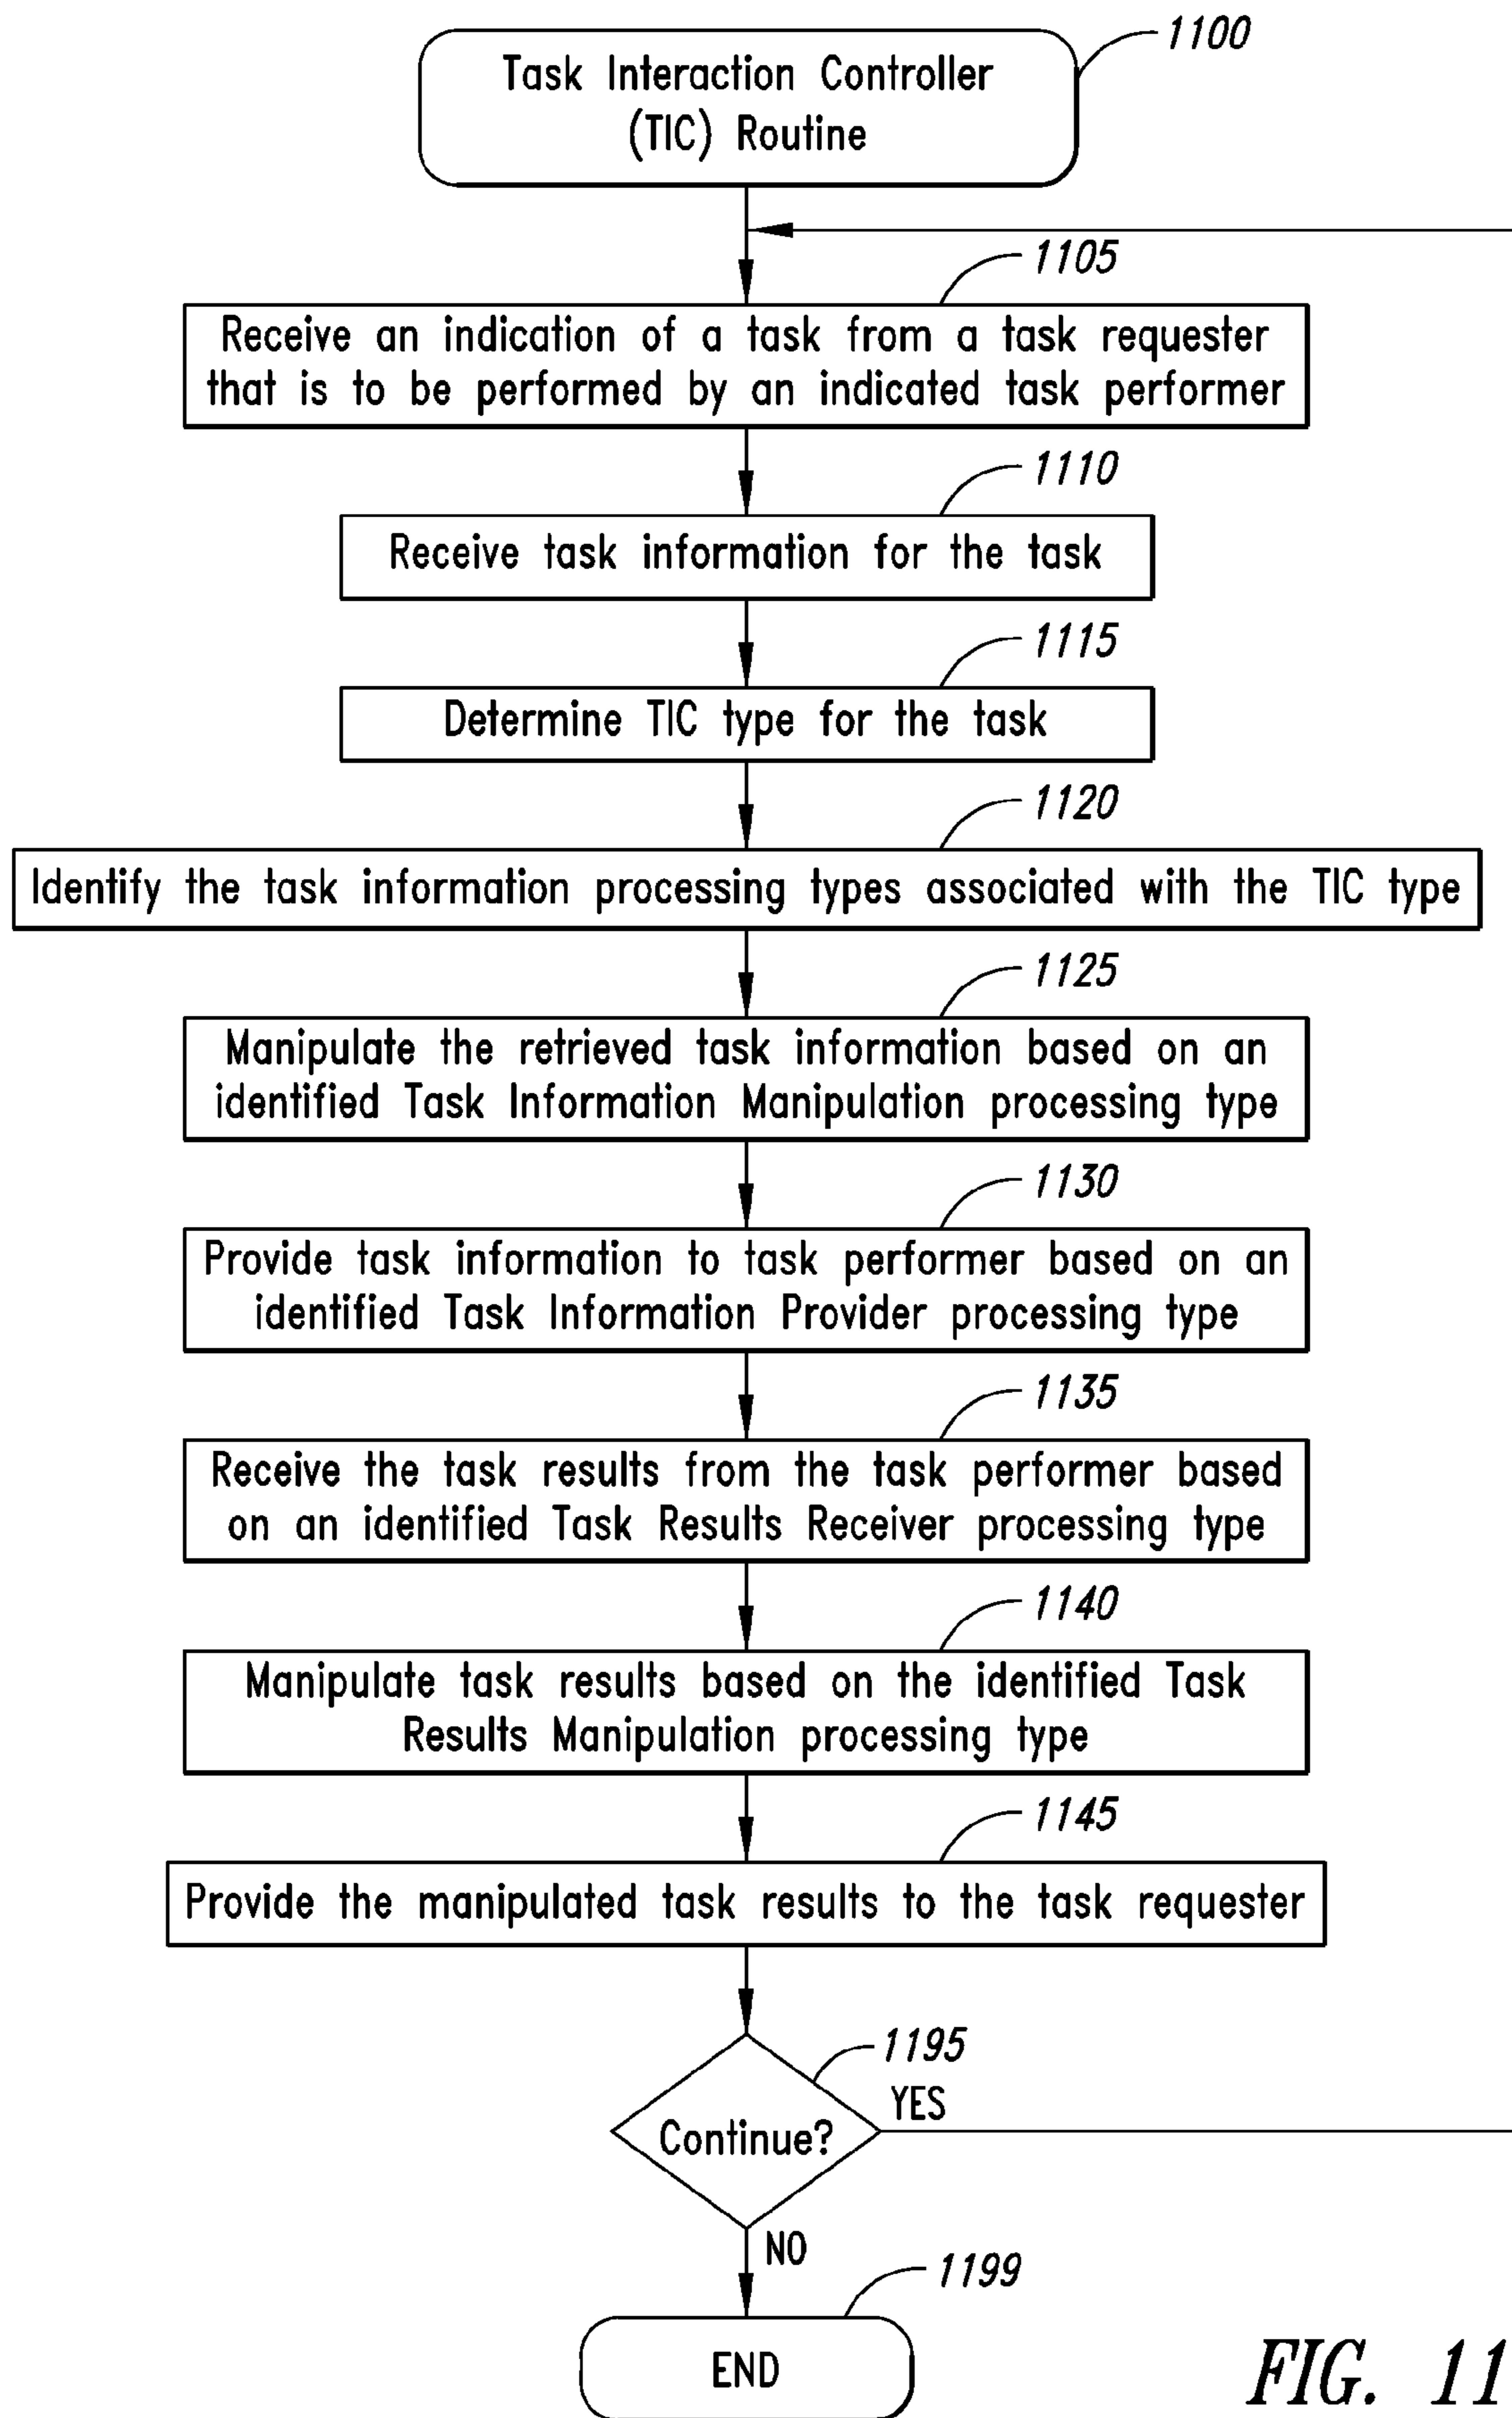 1100
Task Interaction Controller
(TIC) Routine
1105
Receive an indication of a task from a task requester
that is to be performed by an indicated task performer
1110
Receive task information for the task
1115
Determine TIC type for the task
1120
Identify the task information processing types associated with the TIC type
1125
Manipulate the retrieved task information based on an
identified Task Information Manipulation processing type
1130
Provide task information to task performer based on an
identified Task Information Provider processing type
1135
Receive the task results from the task performer based
on an identified Task Results Receiver processing type
1140
Manipulate task results based on the identified Task
Results Manipulation processing type
1145
Provide the manipulated task results to the task requester
1195
YES
Continue?
NO
1199
END
FIG. 11